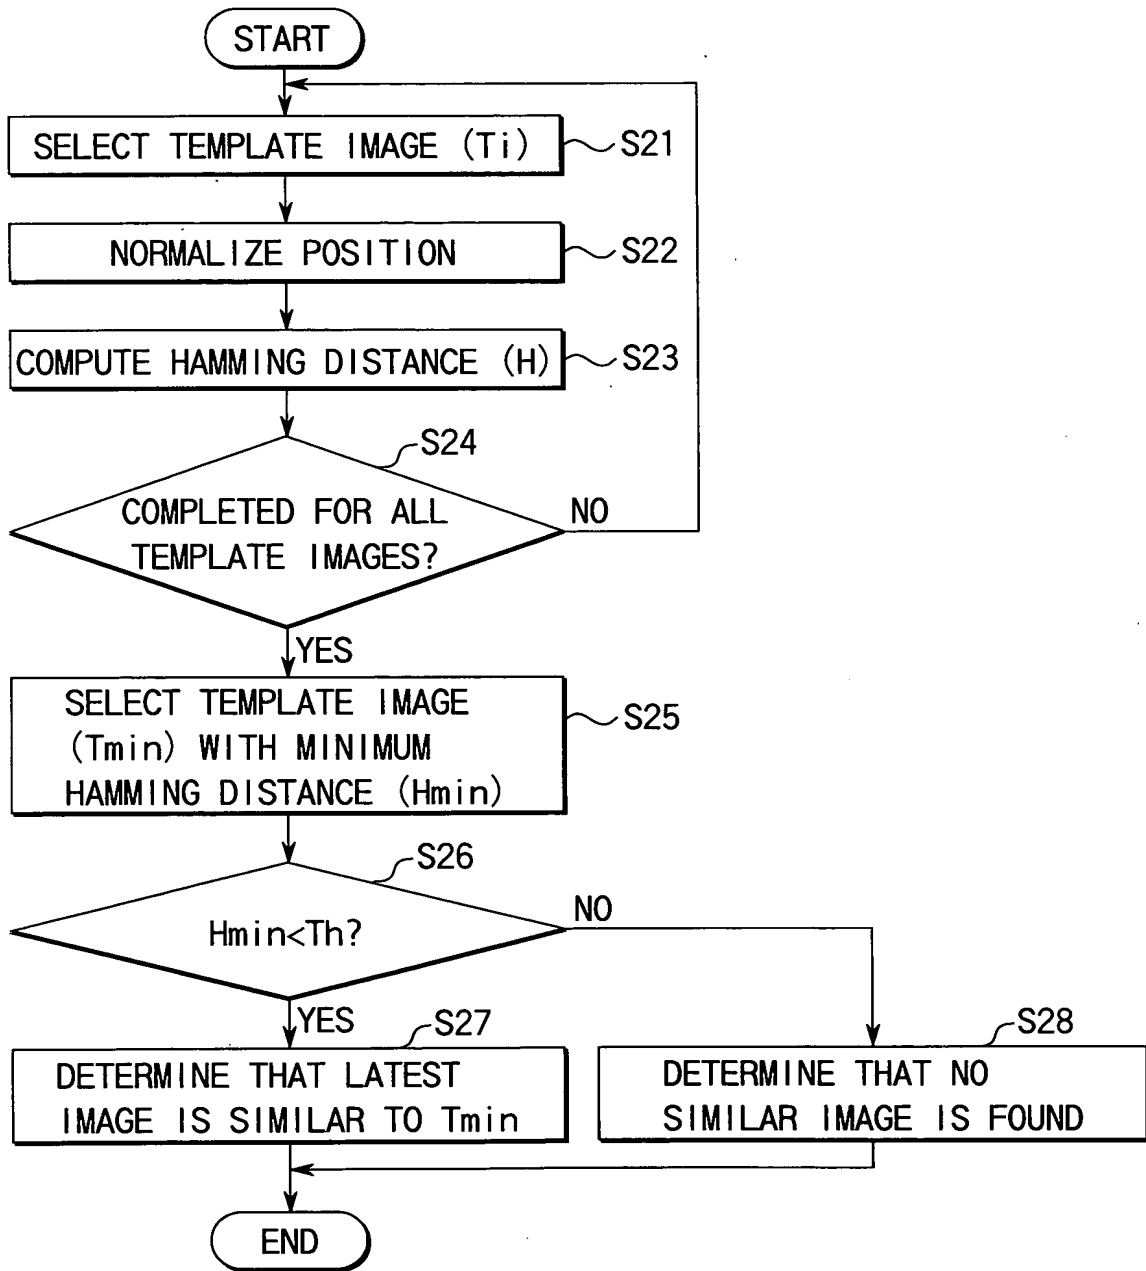 START
SELECT TEMPLATE IMAGE (Ti)
S21
NORMALIZE POSITION
S22
COMPUTE HAMMING DISTANCE (H)
S23
S24
COMPLETED FOR ALL
TEMPLATE IMAGES?
NO
YES
SELECT TEMPLATE IMAGE
(Tmin) WITH MINIMUM
HAMMING DISTANCE (Hmin)
S25
S26
Hmin<Th?
NO
YES
S27
DETERMINE THAT LATEST
IMAGE IS SIMILAR TO Tmin
S28
DETERMINE THAT NO
SIMILAR IMAGE IS FOUND
END